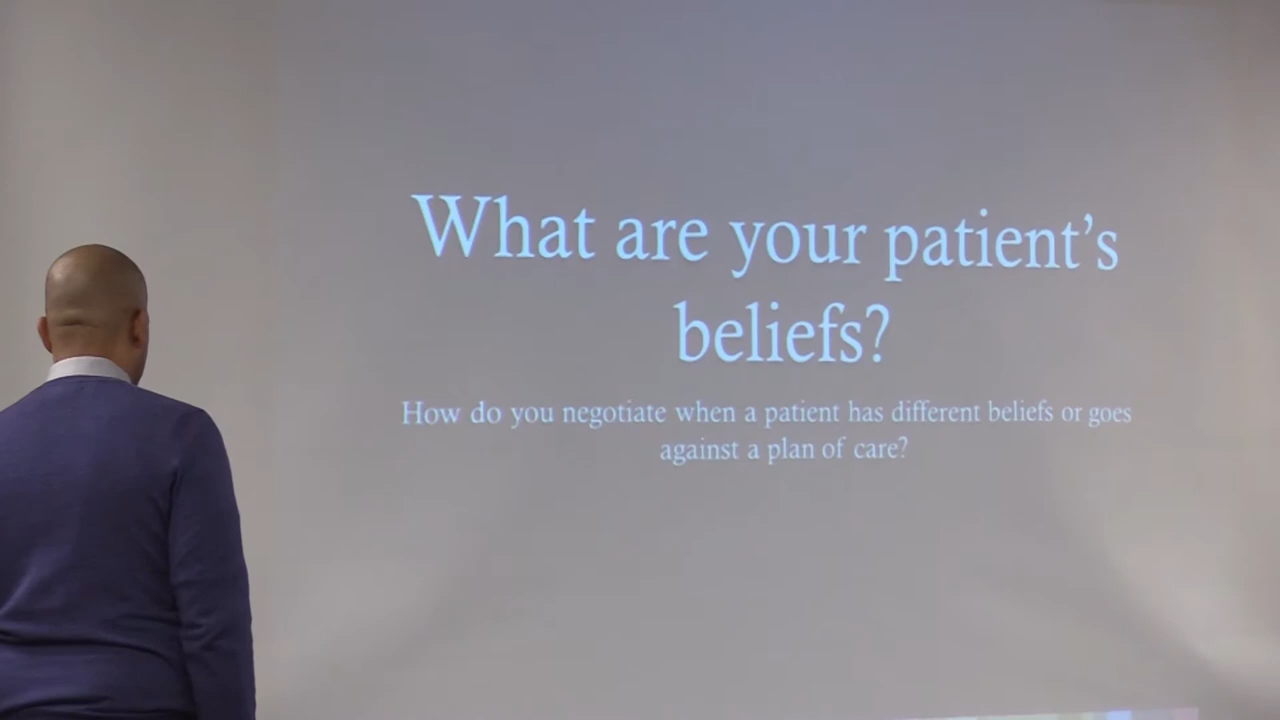 What are your patient’s
beliefs?
How do you negotiate when a patient has different beliefs or goes
against a plan of care?